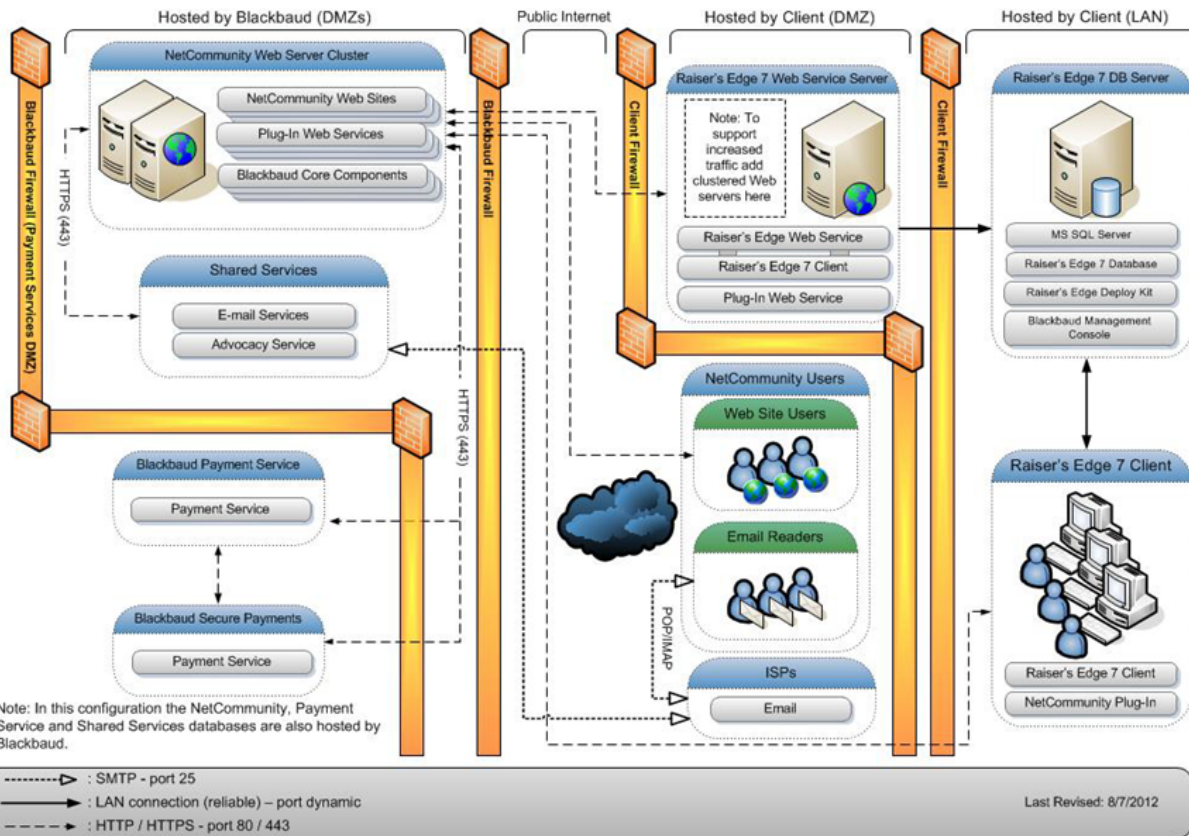 Hosted by Blackbaud (DMZs)
Public Internet
Hosted by Client (DMZ)
Hosted by Client (LAN)
Blackbaud Firewall (Payment Services DMZ)
NetCommunity Web Server Cluster
NetCommunity Web Sites
Plug-In Web Services
Blackbaud Core Components
HTTPS (443)
Shared Services
E-mail Services
Advocacy Service
HTTPS (443)
Blackbaud Payment Service
Payment Service
Blackbaud Secure Payments
Payment Service
Note: In this configuration the NetCommunity, Payment
Service and Shared Services databases are also hosted by
Blackbaud.
Blackbaud Firewall
Client Firewall
Raiser's Edge 7 Web Service Server
Note: To
support
increased
traffic add
clustered Web
servers here
Raiser's Edge Web Service
Raiser's Edge 7 Client
Plug-In Web Service
NetCommunity Users
Web Site Users
Email Readers
POP/IMAP
ISPs
Email
Client Firewall
Raiser's Edge 7 DB Server
MS SQL Server
Raiser's Edge 7 Database
Raiser's Edge Deploy Kit
Blackbaud Management
Console
Raiser's Edge 7 Client
Raiser's Edge 7 Client
NetCommunity Plug-In
: SMTP - port 25
: LAN connection (reliable) – port dynamic
: HTTP / HTTPS - port 80 / 443
Last Revised: 8/7/2012